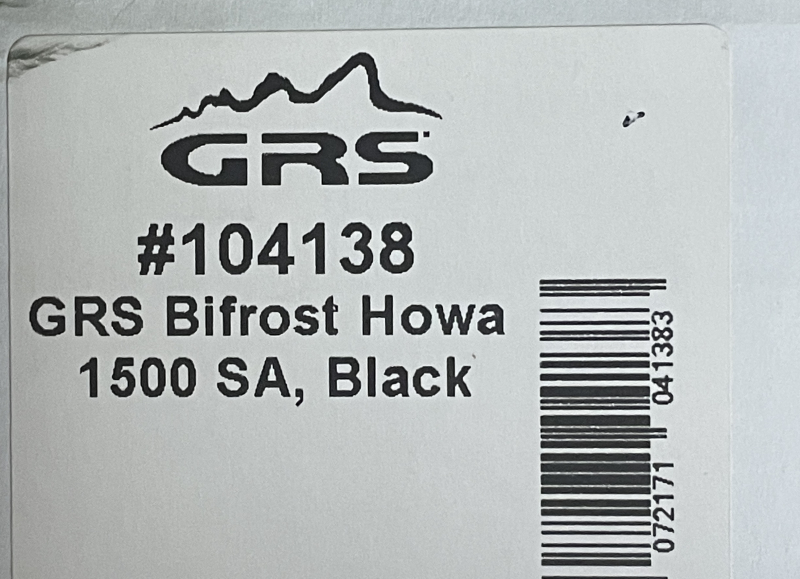 GRS
#104138
GRS Bifrost Howa
1500 SA, Black
072171 041383